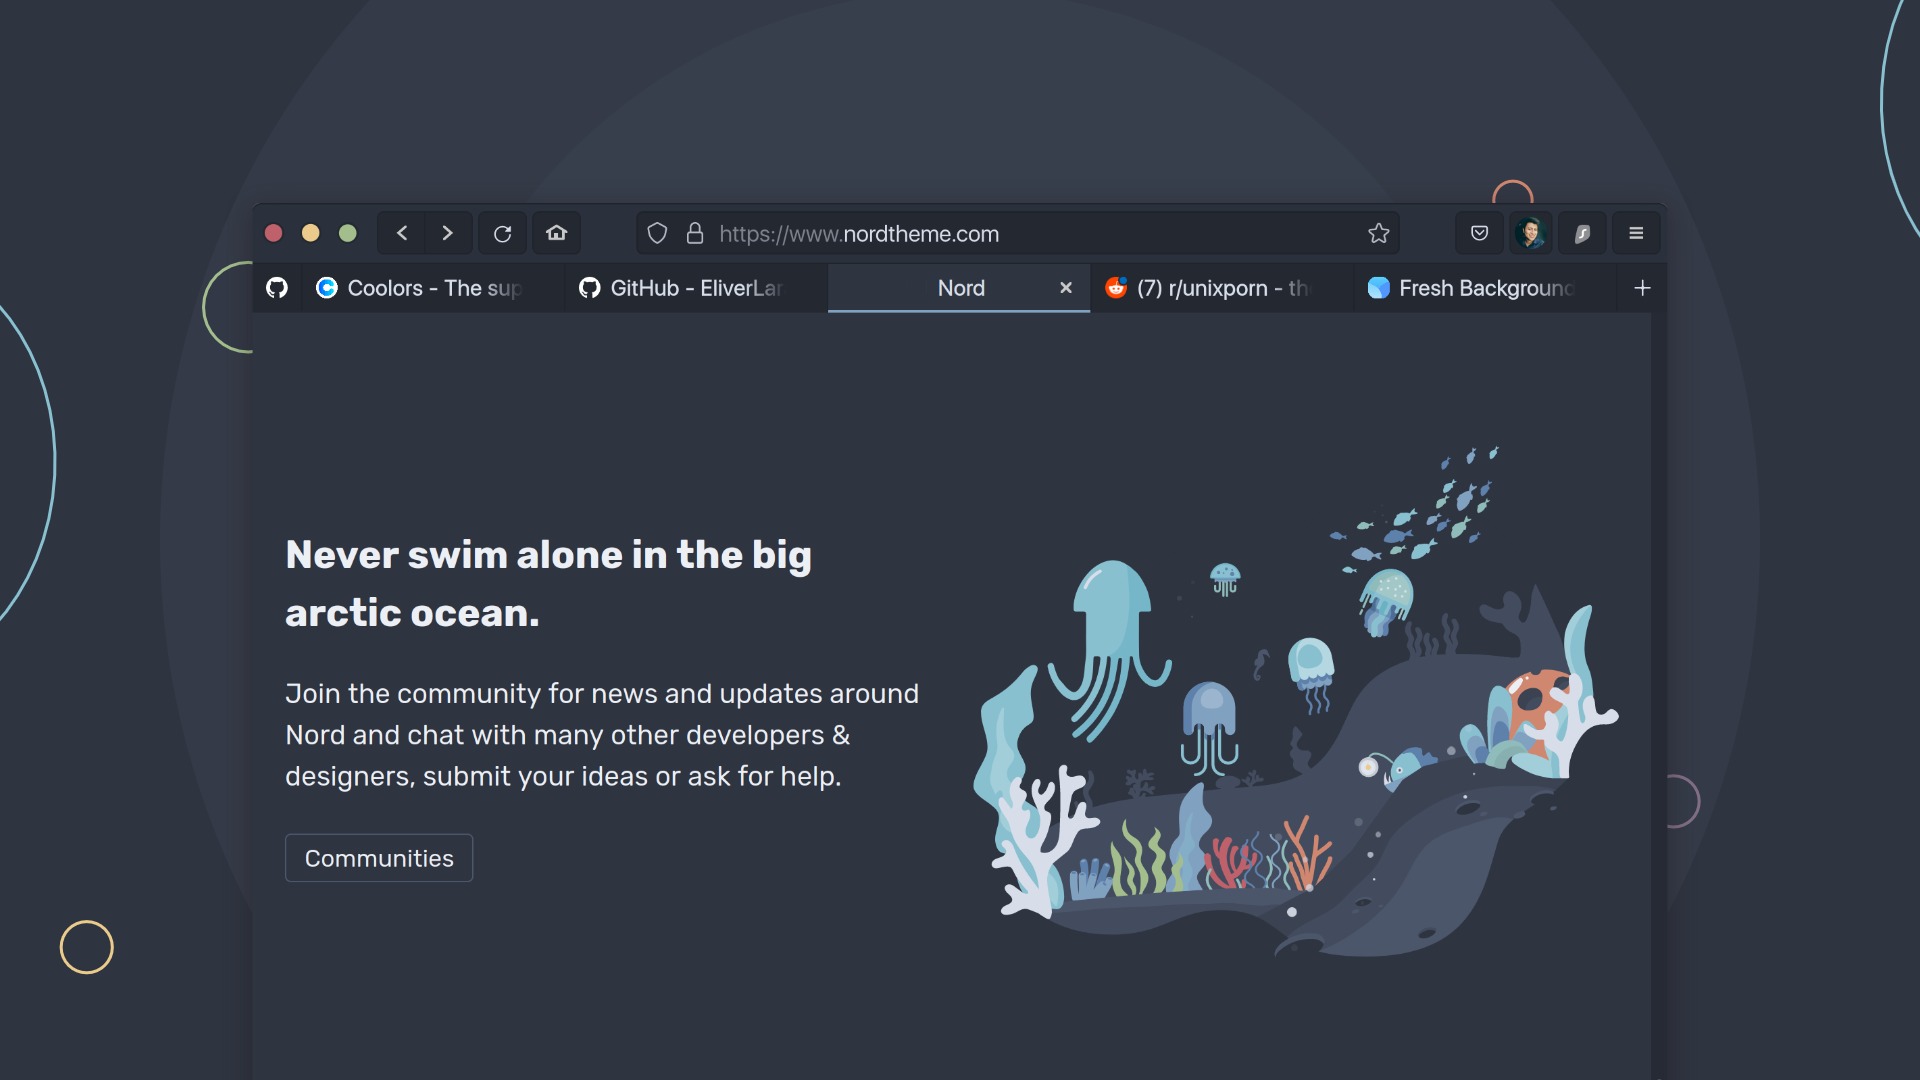 https://www.nordtheme.com
Coolors - The sup
GitHub - EliverLar
Nord
(7) r/unixporn - th
Fresh Background
Never swim alone in the big
arctic ocean.
Join the community for news and updates around
Nord and chat with many other developers &
designers, submit your ideas or ask for help.
Communities